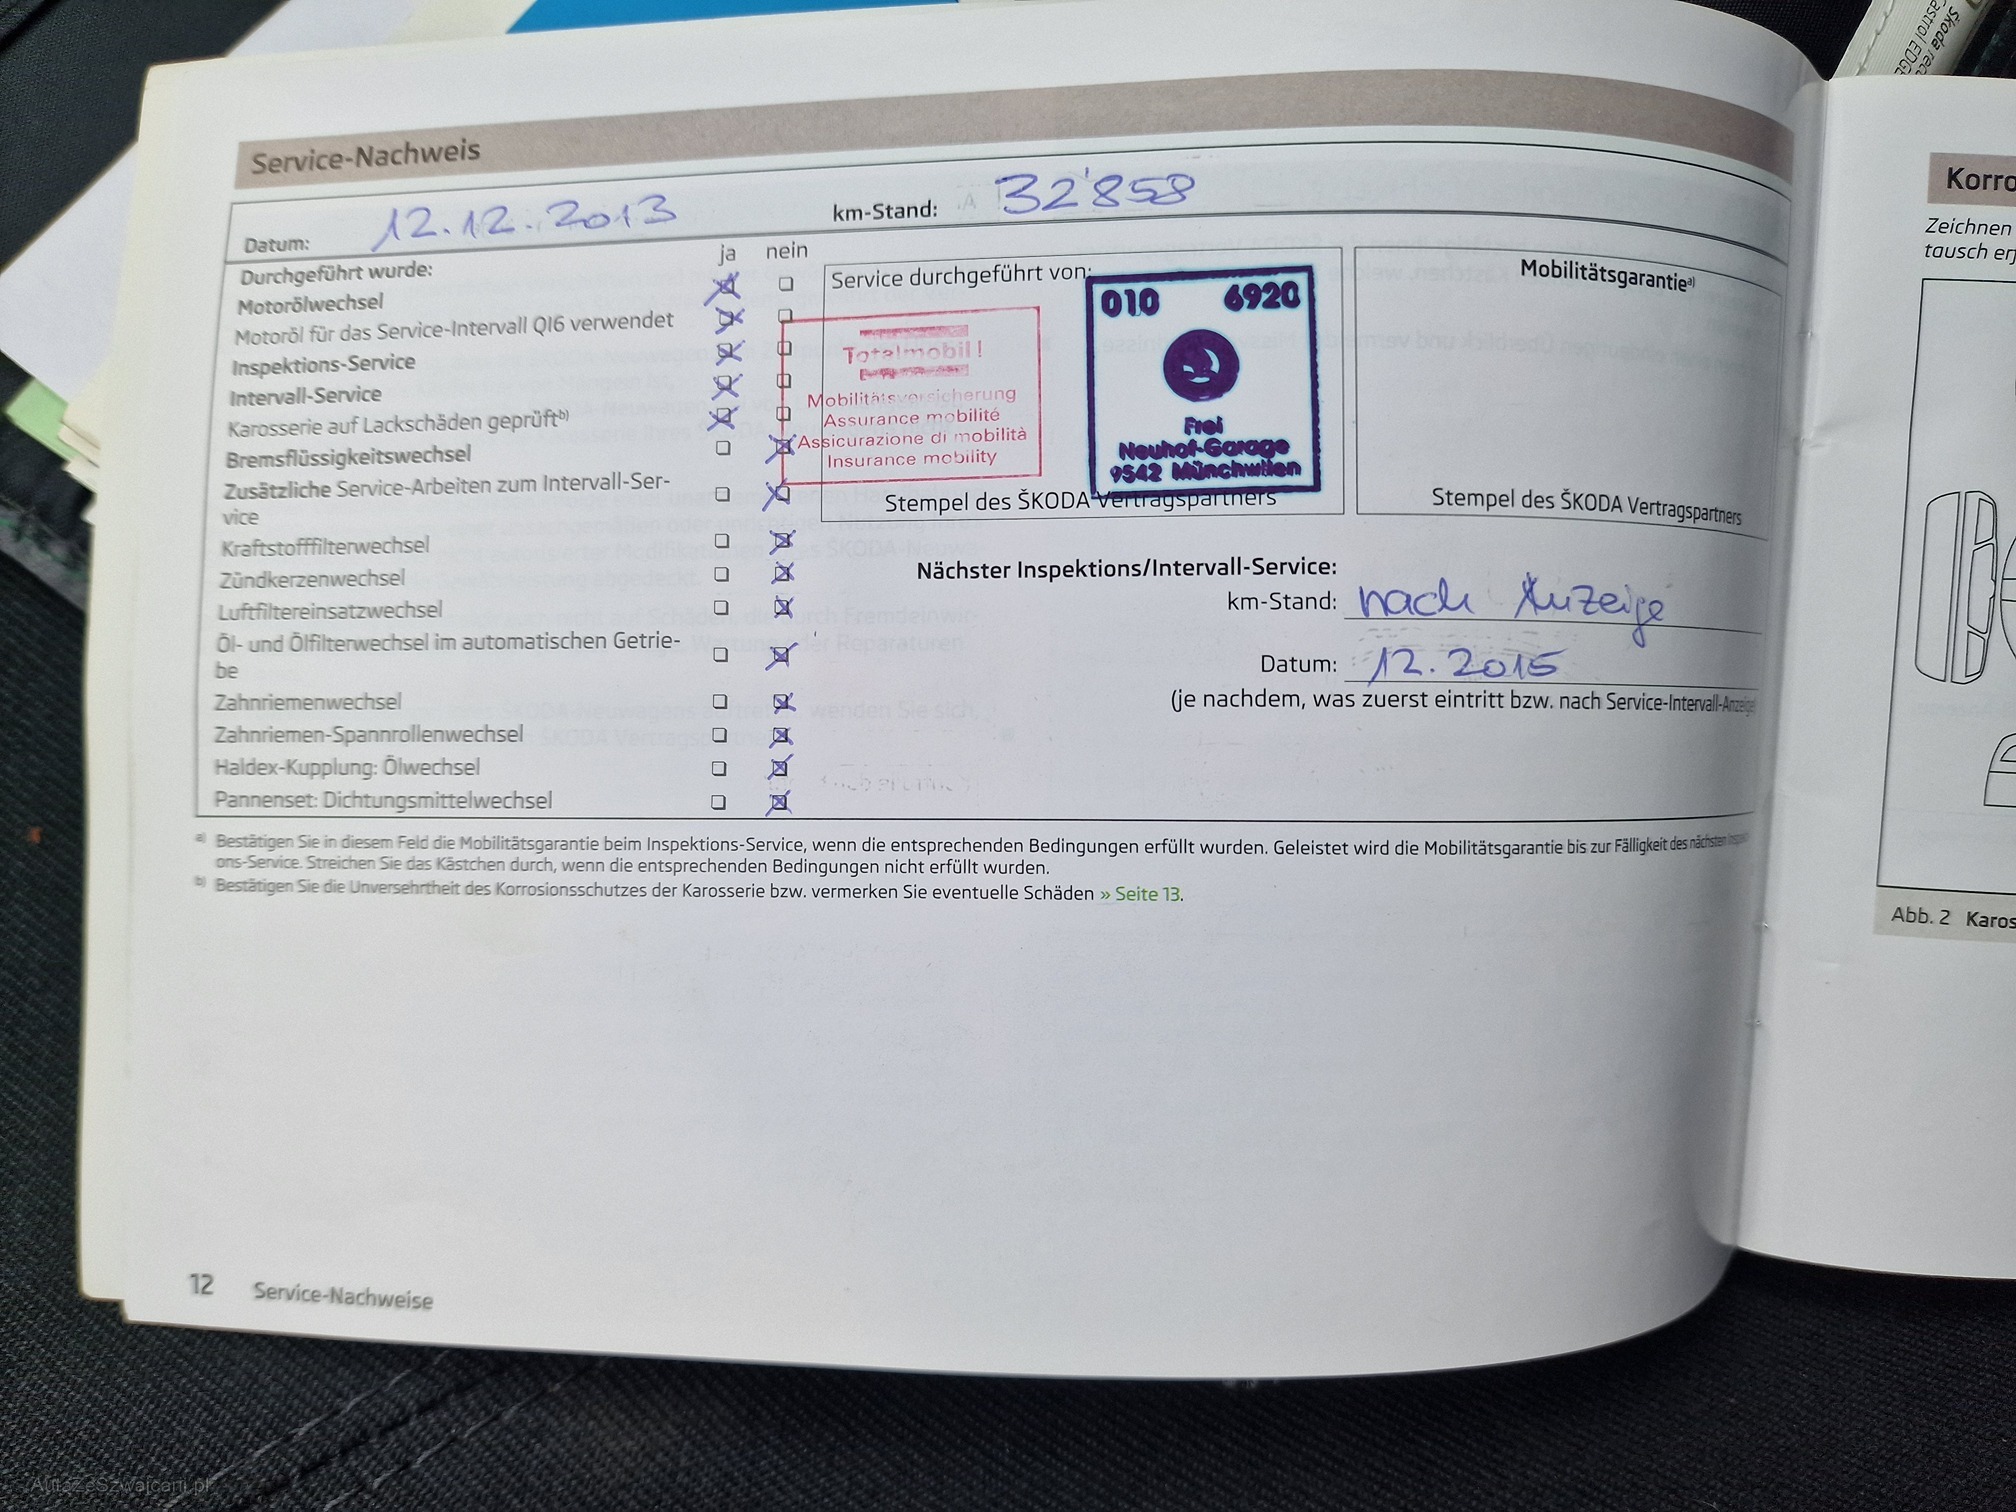 Škoda reco
Castrol EDGE
Service-Nachweis
Datum: 12.12.2013 km-Stand: 32'858
Durchgeführt wurde: ja nein
Motorölwechsel
Motoröl für das Service-Intervall QI6 verwendet
Inspektions-Service
Intervall-Service
Karosserie auf Lackschäden geprüft b)
Bremsflüssigkeitswechsel
Zusätzliche Service-Arbeiten zum Intervall-Ser-
vice
Kraftstofffilterwechsel
Zündkerzenwechsel
Luftfiltereinsatzwechsel
Öl- und Ölfilterwechsel im automatischen Getrie-
be
Zahnriemenwechsel
Zahnriemen-Spannrollenwechsel
Haldex-Kupplung: Ölwechsel
Pannenset: Dichtungsmittelwechsel
Service durchgeführt von:
Totalmobil!
Mobilitätsversicherung
Assurance mobilité
Assicurazione di mobilità
Insurance mobility
010 6920
Frei
Neuhof-Garage
9542 Münchwilen
Stempel des ŠKODA Vertragspartners
Mobilitätsgarantie a)
Stempel des ŠKODA Vertragspartners
Nächster Inspektions/Intervall-Service:
km-Stand: nach Anzeige
Datum: 12.2015
(je nachdem, was zuerst eintritt bzw. nach Service-Intervall-Anzeige)
a) Bestätigen Sie in diesem Feld die Mobilitätsgarantie beim Inspektions-Service, wenn die entsprechenden Bedingungen erfüllt wurden. Geleistet wird die Mobilitätsgarantie bis zur Fälligkeit des nächsten Inspekti-
ons-Service. Streichen Sie das Kästchen durch, wenn die entsprechenden Bedingungen nicht erfüllt wurden.
b) Bestätigen Sie die Unversehrtheit des Korrosionsschutzes der Karosserie bzw. vermerken Sie eventuelle Schäden » Seite 13.
12 Service-Nachweise
Korro
Zeichnen
tausch erf
Abb. 2 Karos
AutaZeSzwajcarii.pl